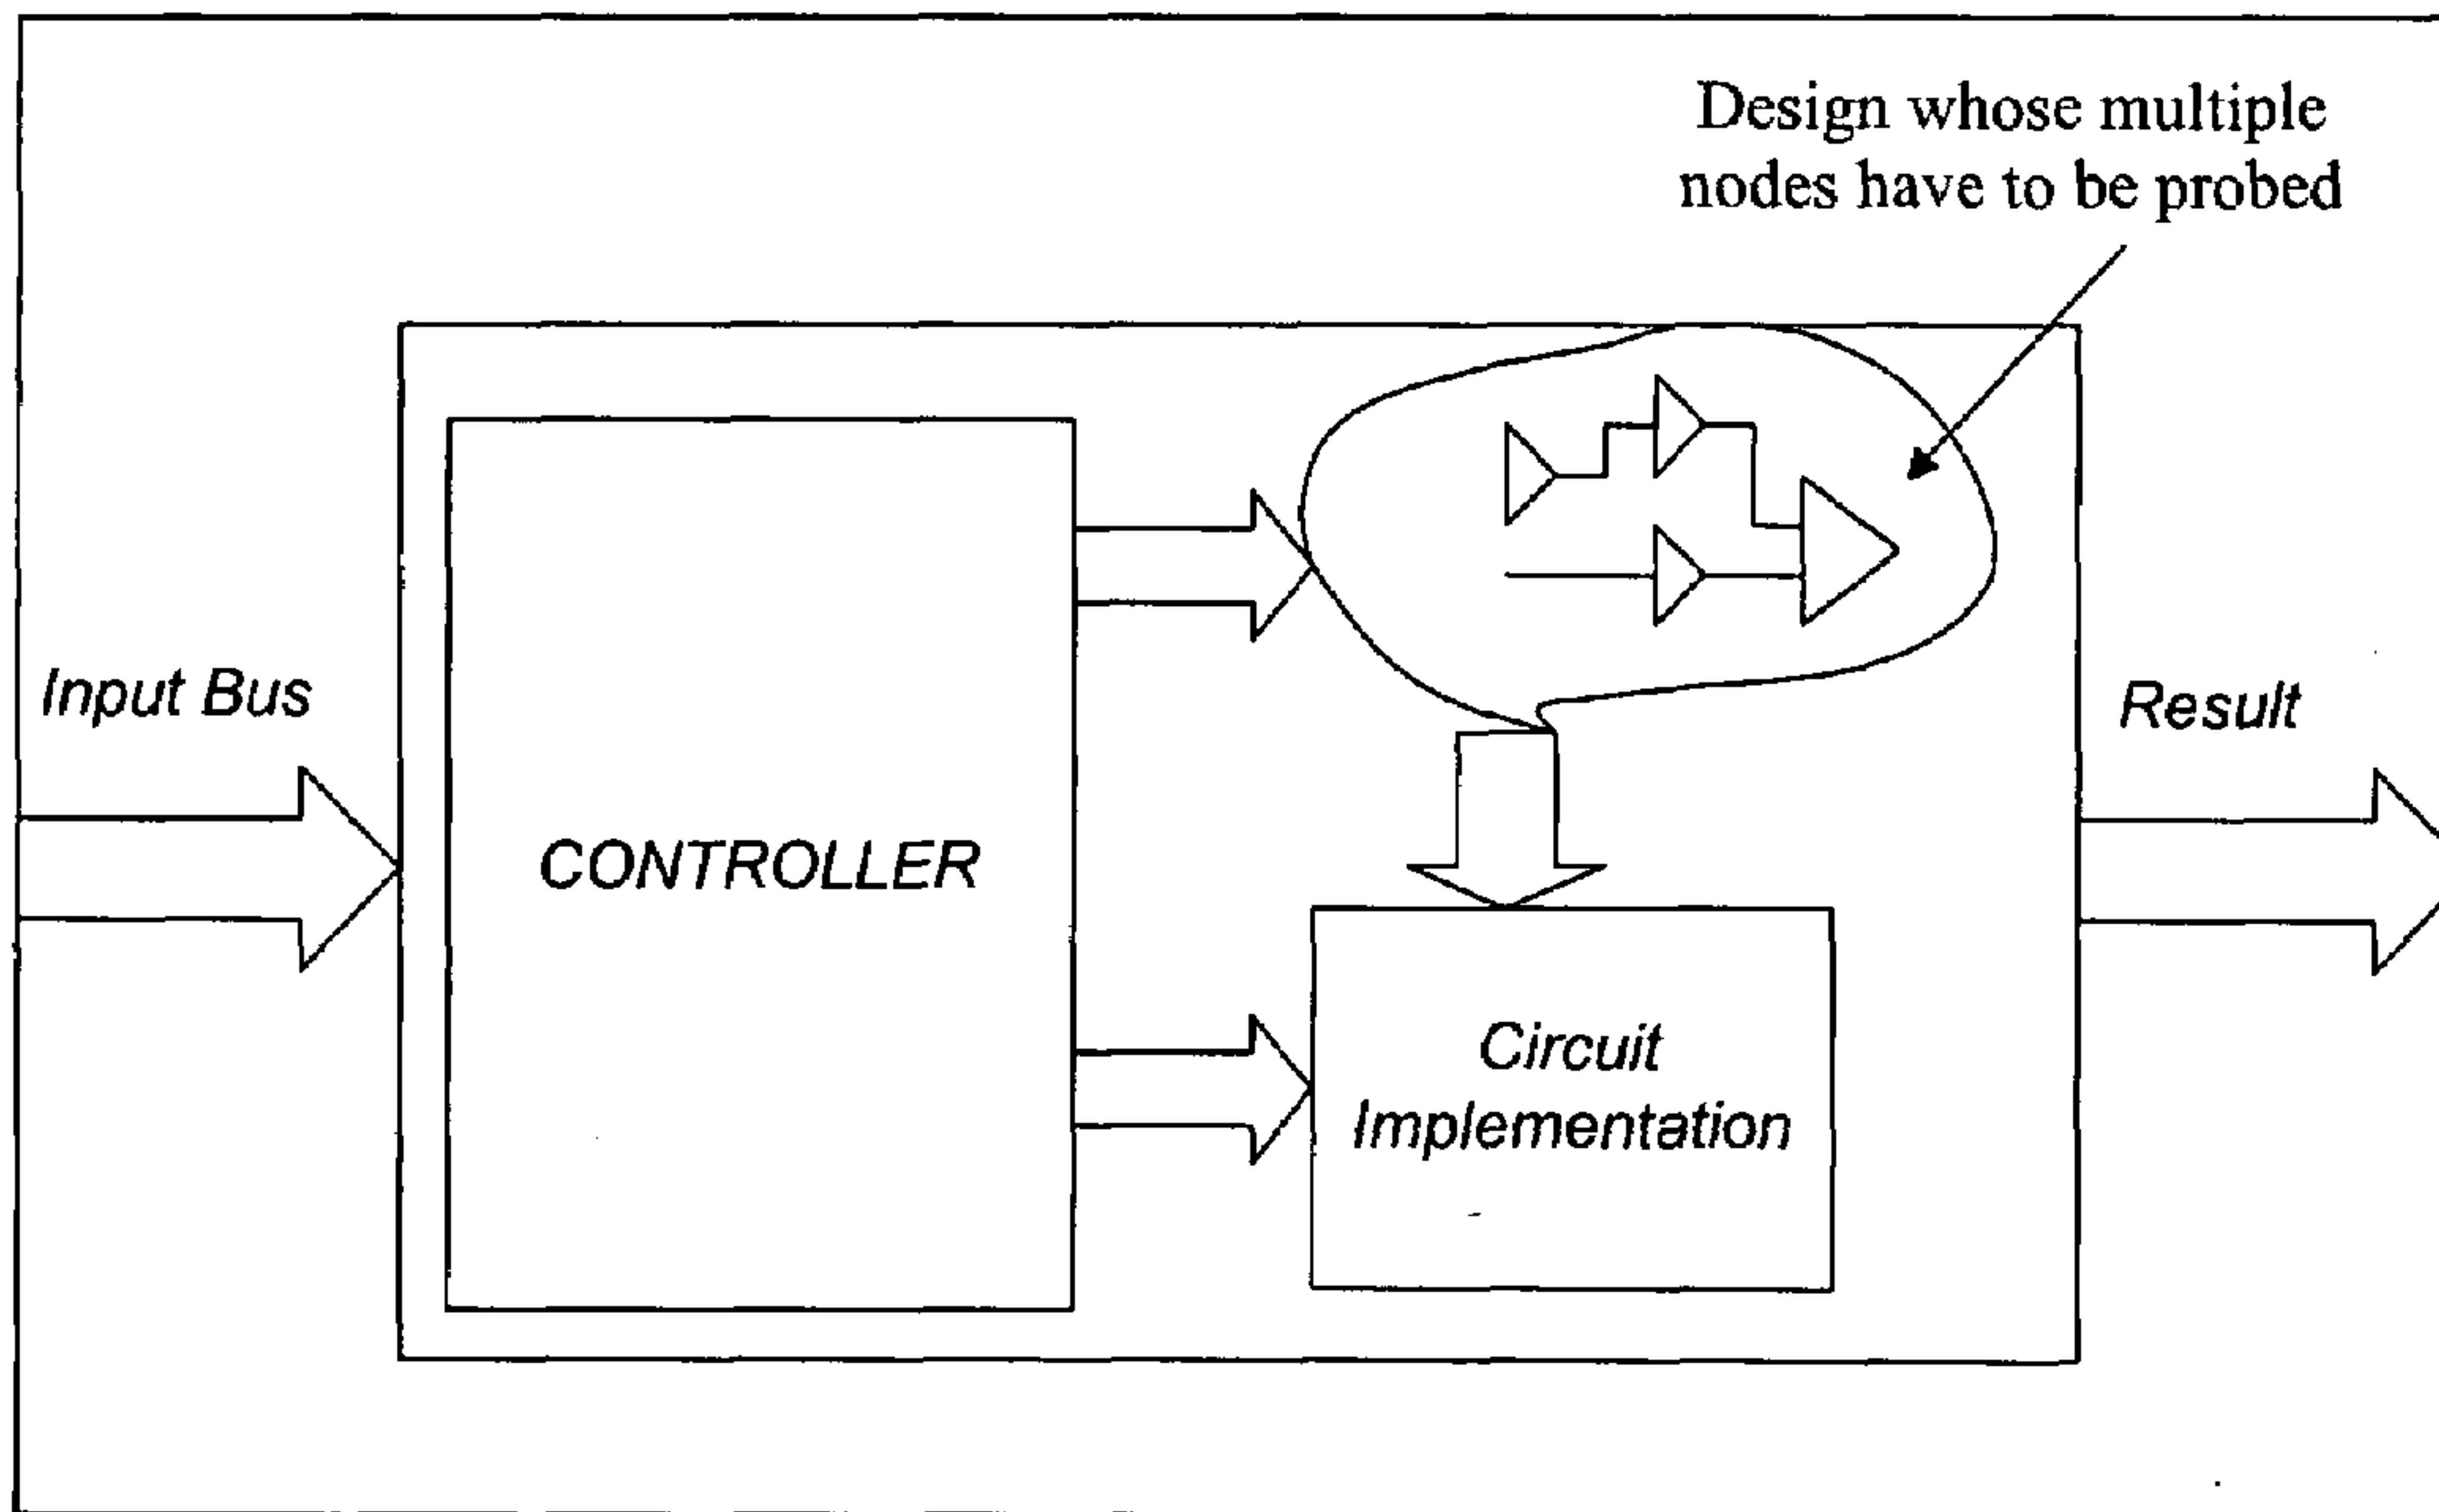 Design whose multiple
nodes have to be probed
Input Bus
Result
CONTROLLER
Circuit
Implementation